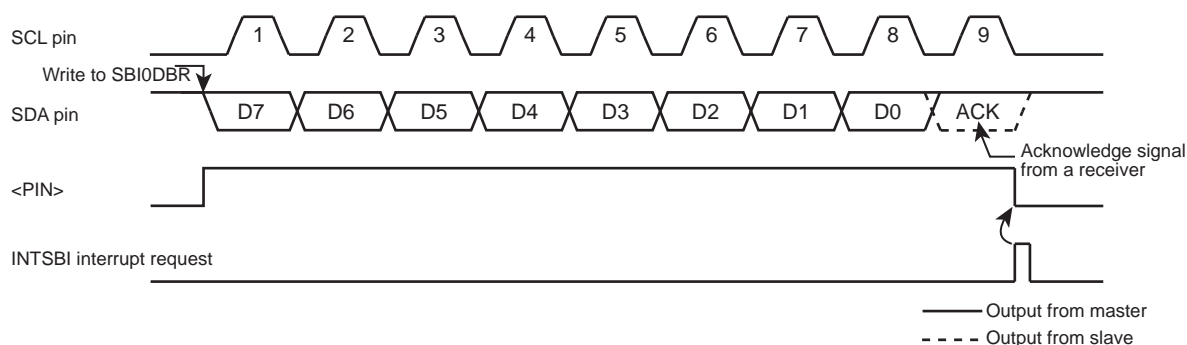 SCL pin
1 2 3 4 5 6 7 8 9
Write to SBI0DBR
SDA pin
D7 D6 D5 D4 D3 D2 D1 D0 ACK
Acknowledge signal
from a receiver
<PIN>
INTSBI interrupt request
Output from master
Output from slave